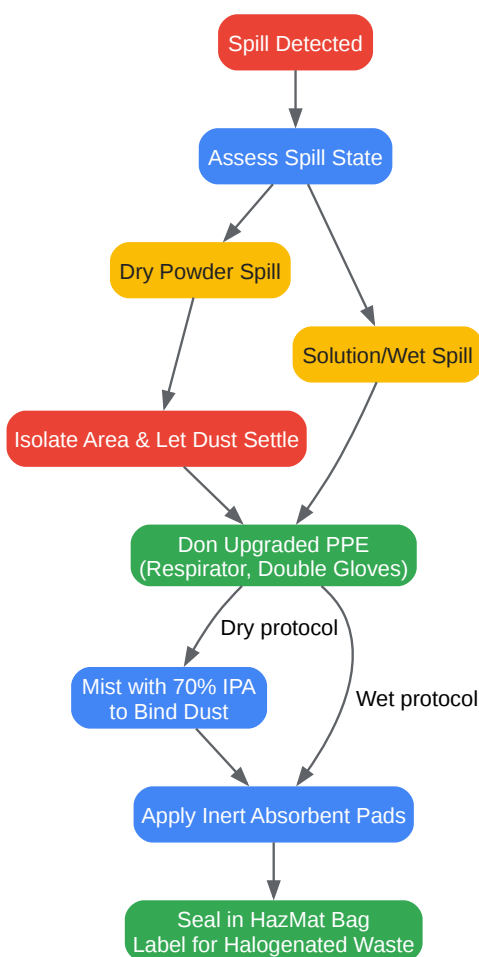 Spill Detected
Assess Spill State
Dry Powder Spill
Solution/Wet Spill
Isolate Area & Let Dust Settle
Don Upgraded PPE
(Respirator, Double Gloves)
Dry protocol
Mist with 70% IPA
to Bind Dust
Wet protocol
Apply Inert Absorbent Pads
Seal in HazMat Bag
Label for Halogenated Waste